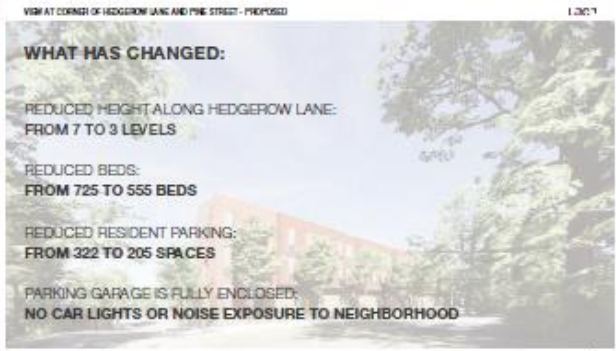 VIEW AT CORNER OF HEDGEROW LANE AND PINE STREET - PROPOSED
WHAT HAS CHANGED:
REDUCED HEIGHT ALONG HEDGEROW LANE:
FROM 7 TO 3 LEVELS
REDUCED BEDS:
FROM 725 TO 555 BEDS
REDUCED RESIDENT PARKING:
FROM 322 TO 205 SPACES
PARKING GARAGE IS FULLY ENCLOSED:
NO CAR LIGHTS OR NOISE EXPOSURE TO NEIGHBORHOOD